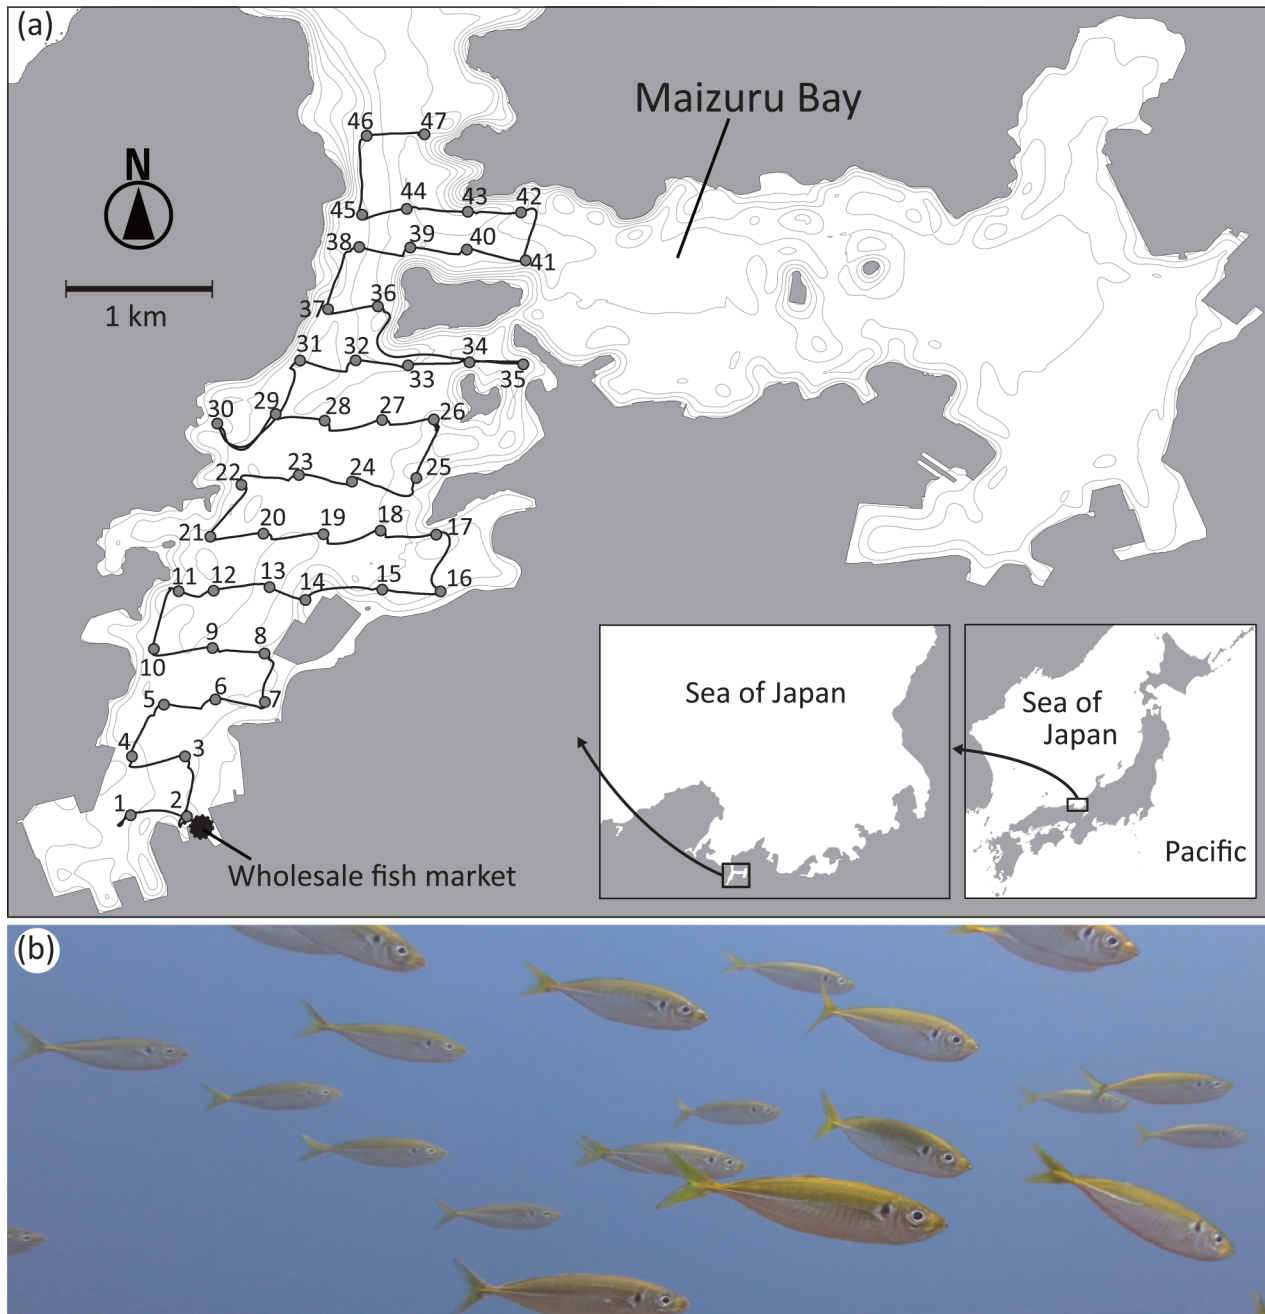 (a)
Maizuru Bay
N
1 km
46 47
45 44 43 42
38 39 40 41
37 36
31 32 33 34 35
30 29 28 27 26
22 23 24 25
21 20 19 18 17
11 12 13 14 15 16
10 9 8
5 6 7
4 3
1 2
Wholesale fish market
Sea of Japan
Sea of
Japan
Pacific
(b)